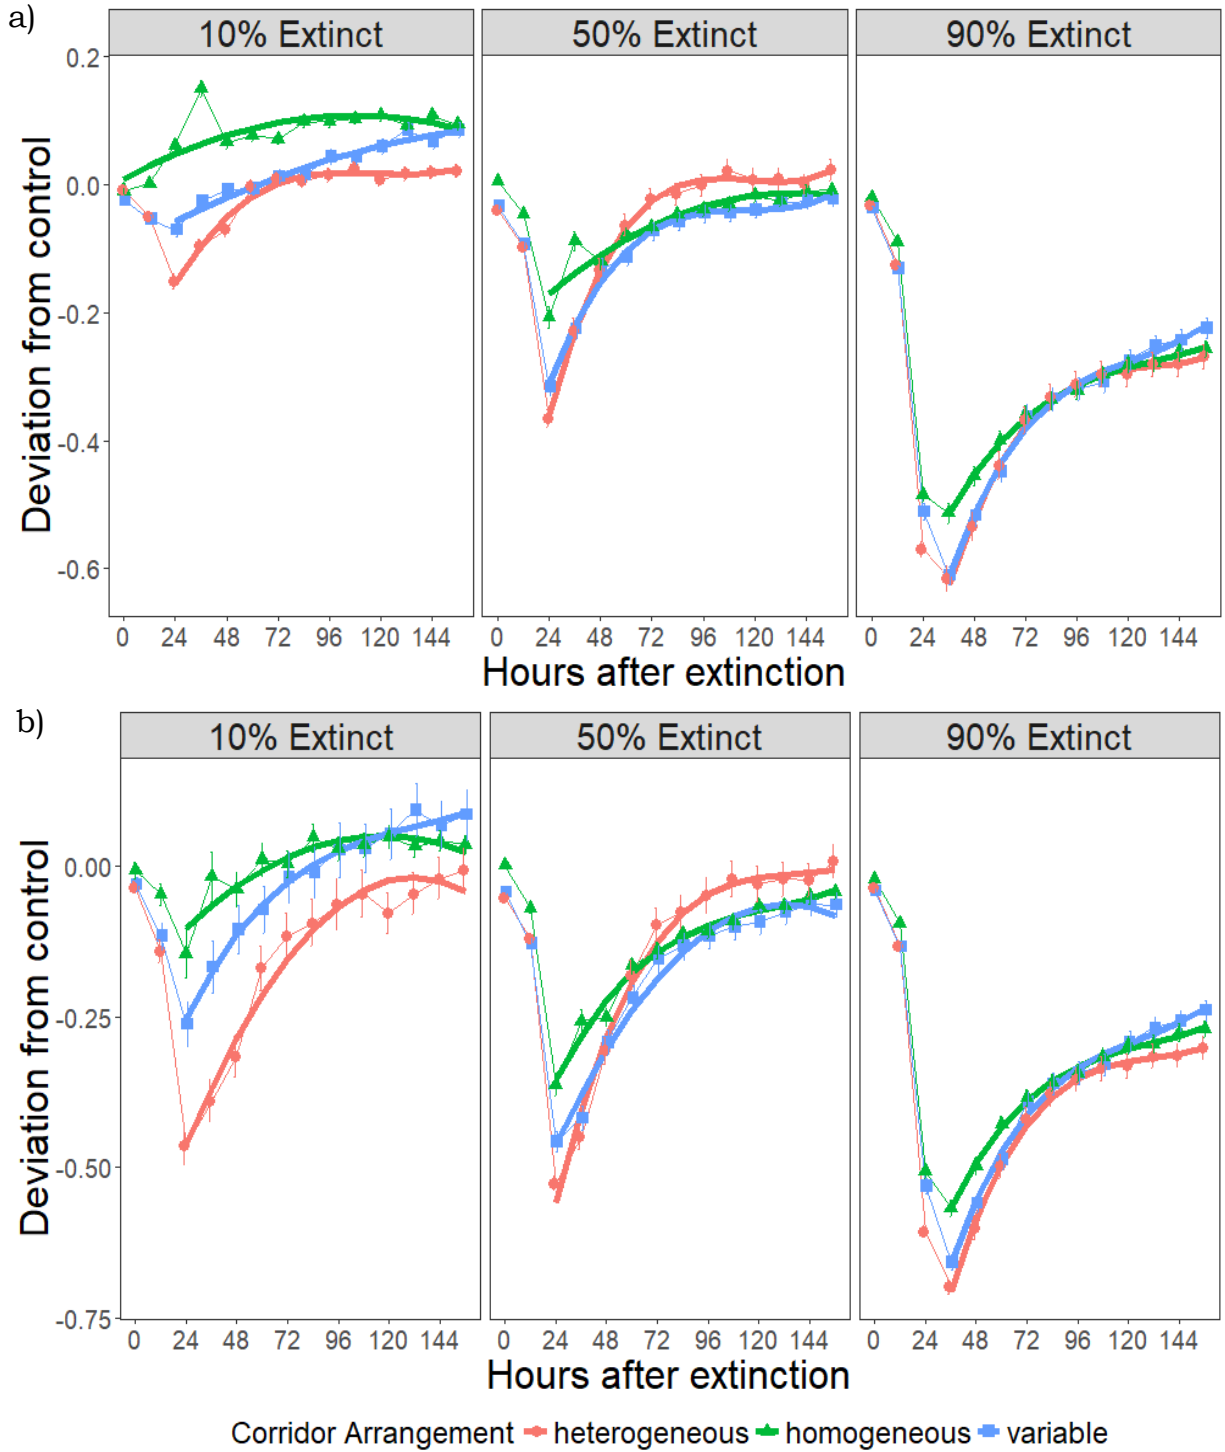 a)
10% Extinct 50% Extinct 90% Extinct
0.2
0.0
-0.2
-0.4
-0.6
Deviation from control
0 24 48 72 96 120 144 0 24 48 72 96 120 144 0 24 48 72 96 120 144
Hours after extinction
b)
10% Extinct 50% Extinct 90% Extinct
0.00
-0.25
-0.50
-0.75
Deviation from control
0 24 48 72 96 120 144 0 24 48 72 96 120 144 0 24 48 72 96 120 144
Hours after extinction
Corridor Arrangement heterogeneous homogeneous variable